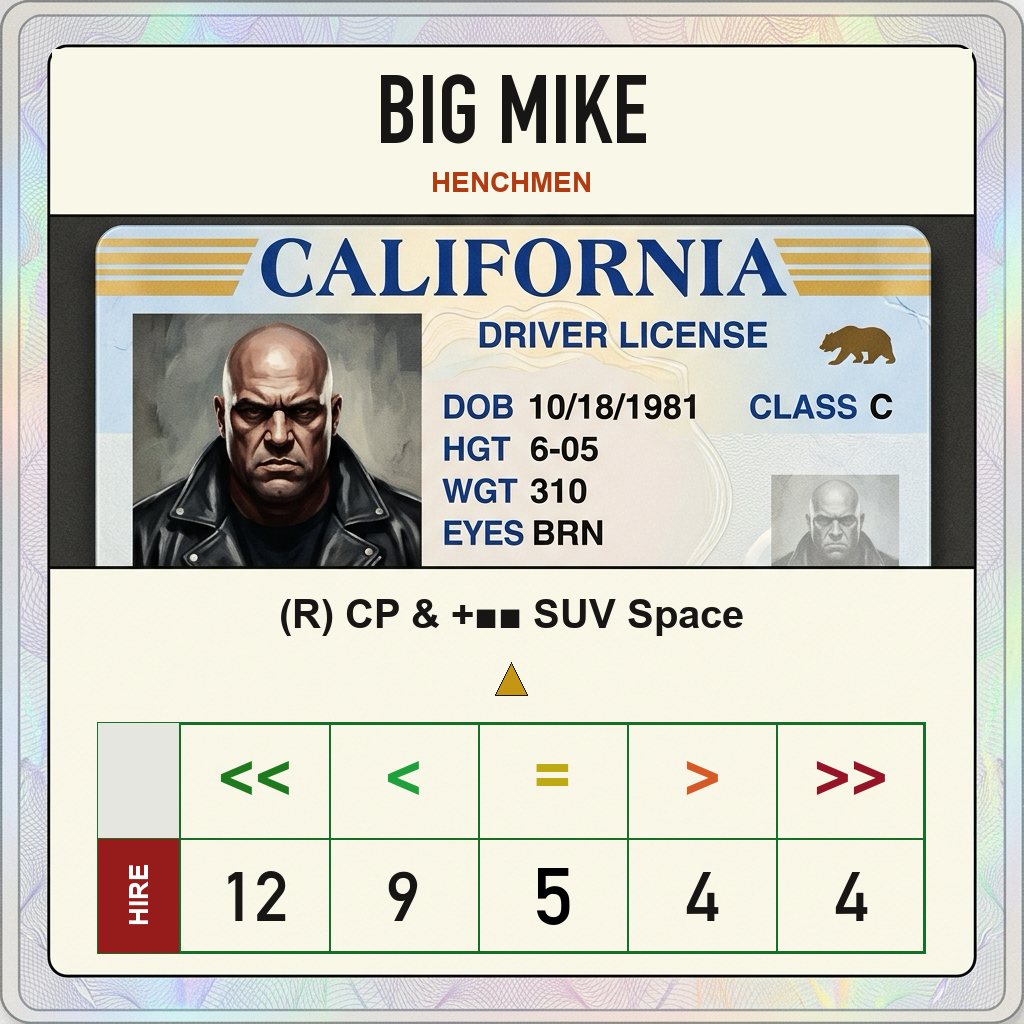 BIG MIKE
HENCHMEN
CALIFORNIA
DRIVER LICENSE
DOB 10/18/1981 CLASS C
HGT 6-05
WGT 310
EYES BRN
(R) CP & +■■ SUV Space
<< < = > >>
HIRE 12 9 5 4 4